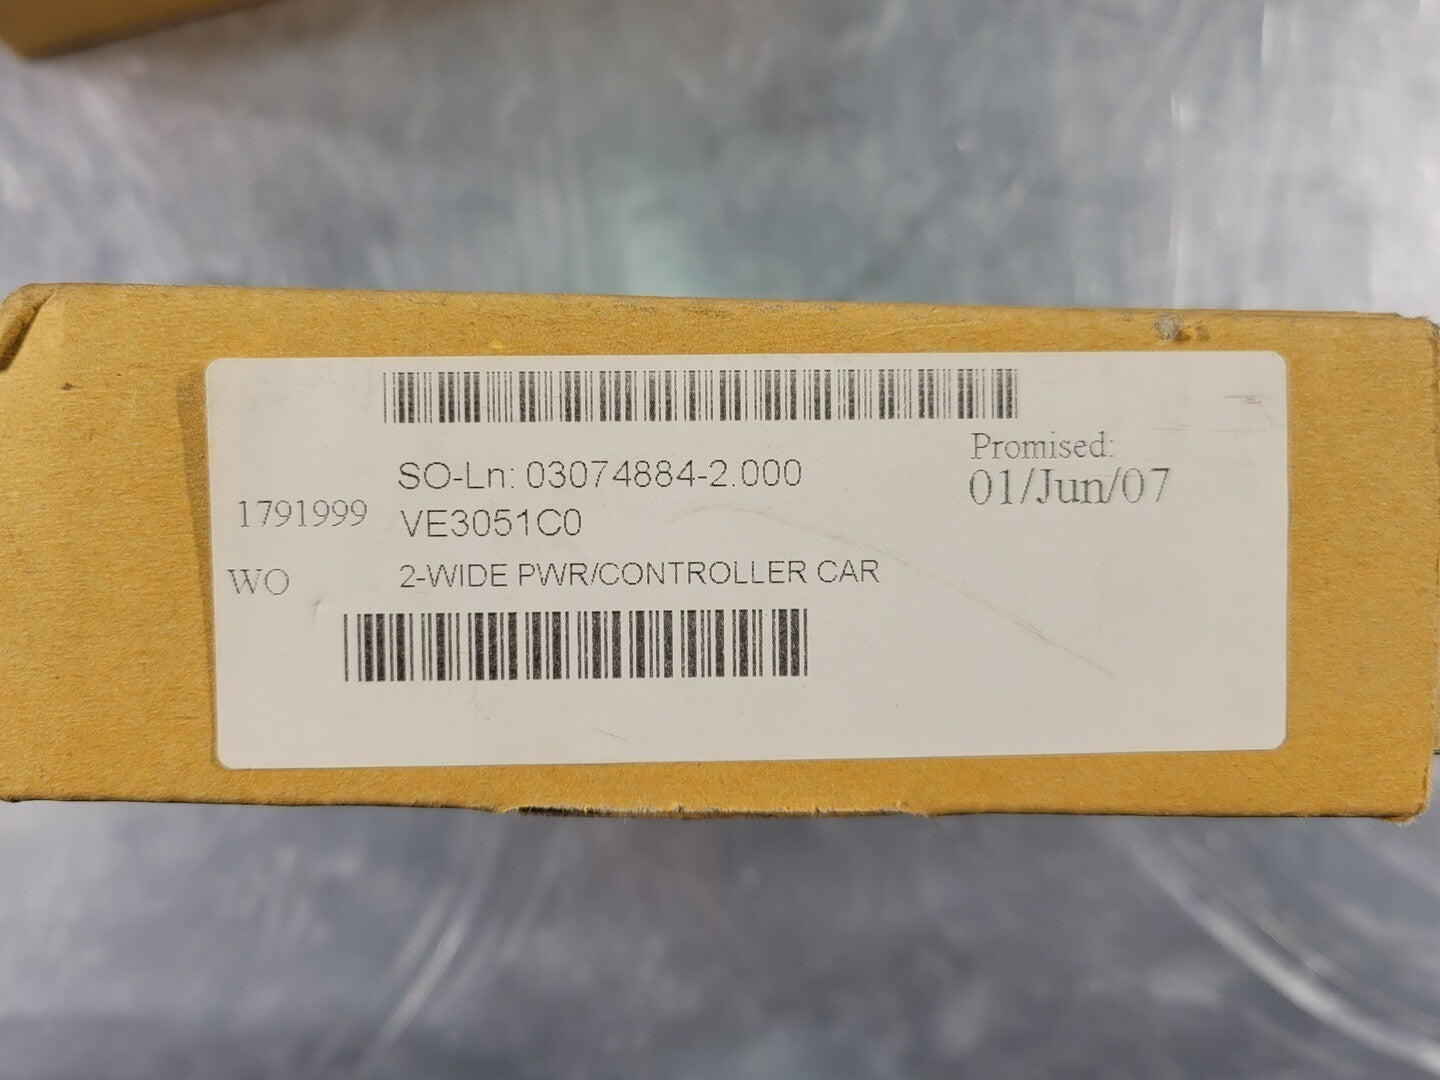 Promised:
SO-Ln: 03074884-2.000
01/Jun/07
1791999
VE3051C0
WO
2-WIDE PWR/CONTROLLER CAR